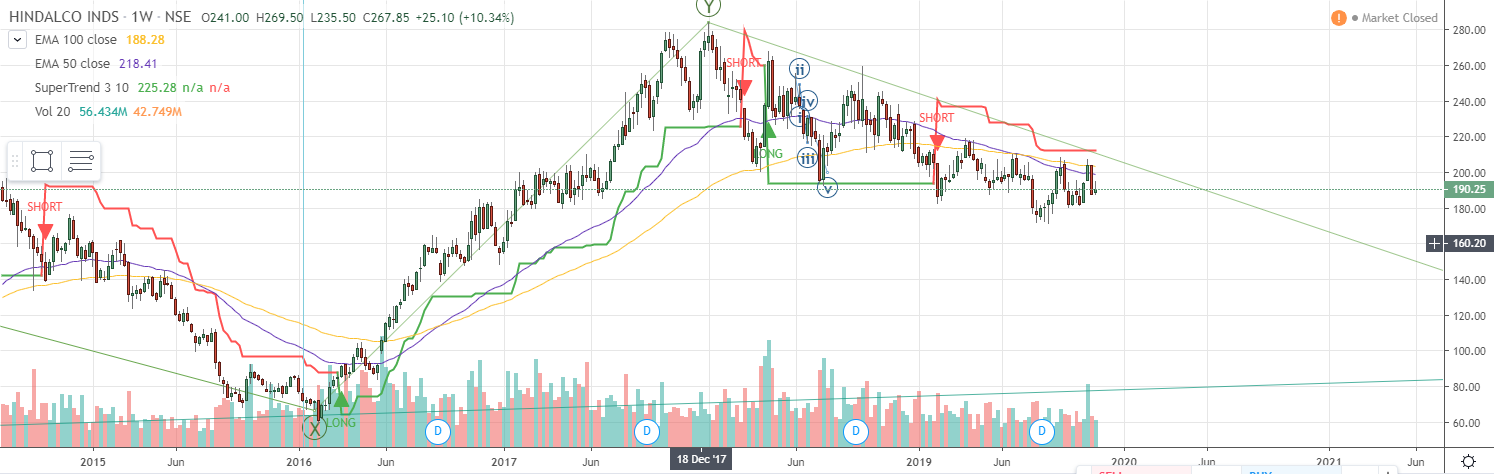 HINDALCO INDS · 1W · NSE O241.00 H269.50 L235.50 C267.85 +25.10 (+10.34%)
Market Closed
EMA 100 close 188.28
EMA 50 close 218.41
SuperTrend 3 10 225.28 n/a n/a
Vol 20 56.434M 42.749M
Y
280.00
SHORT
ii
260.00
iv
240.00
i
SHORT
220.00
LONG
iii
200.00
v
190.25
SHORT
180.00
160.20
140.00
120.00
100.00
80.00
X
LONG
60.00
D
D
D
D
2015
Jun
2016
Jun
2017
Jun
18 Dec '17
Jun
2019
Jun
2020
Jun
2021
Jun
SELL
BUY